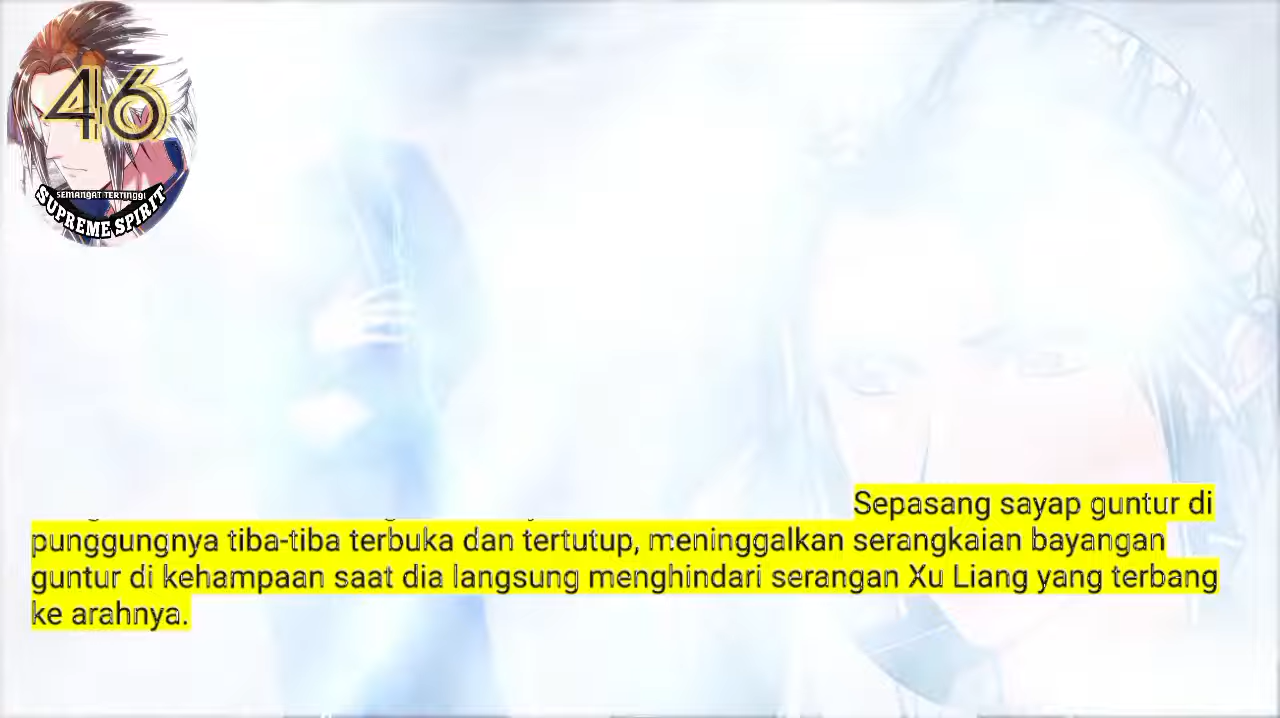 46
SEMANGAT TERTINGGI
SUPREME SPIRIT
Sepasang sayap guntur di
punggungnya tiba-tiba terbuka dan tertutup, meninggalkan serangkaian bayangan
guntur di kehampaan saat dia langsung menghindari serangan Xu Liang yang terbang
ke arahnya.